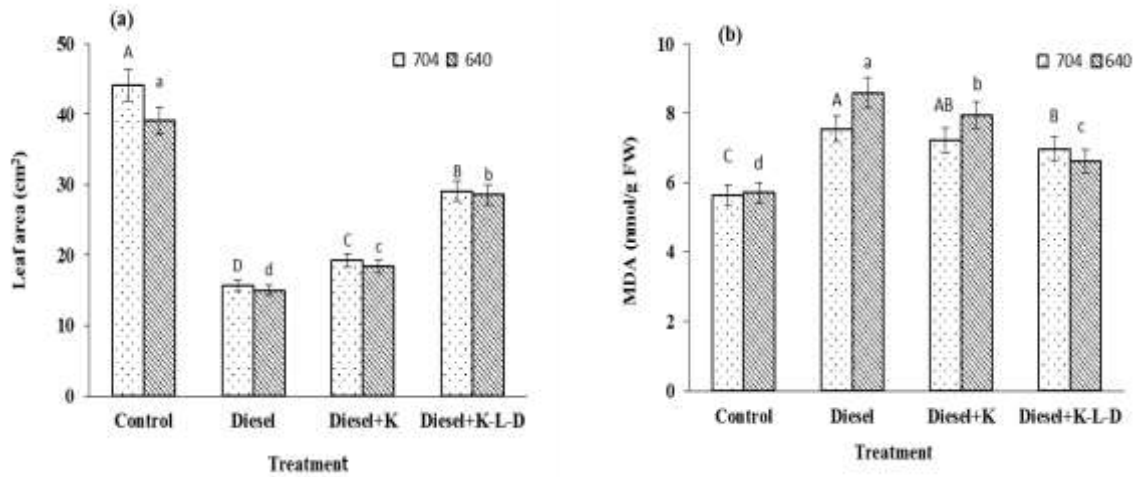 (a)
Leaf area (cm²)
50
40
30
20
10
0
704 640
A
a
D
d
C
c
B
b
Control Diesel Diesel+K Diesel+K-L-D
Treatment
(b)
MDA (nmol/g FW)
10
8
6
4
2
0
704 640
C
d
A
a
AB
b
B
c
Control Diesel Diesel+K Diesel+K-L-D
Treatment